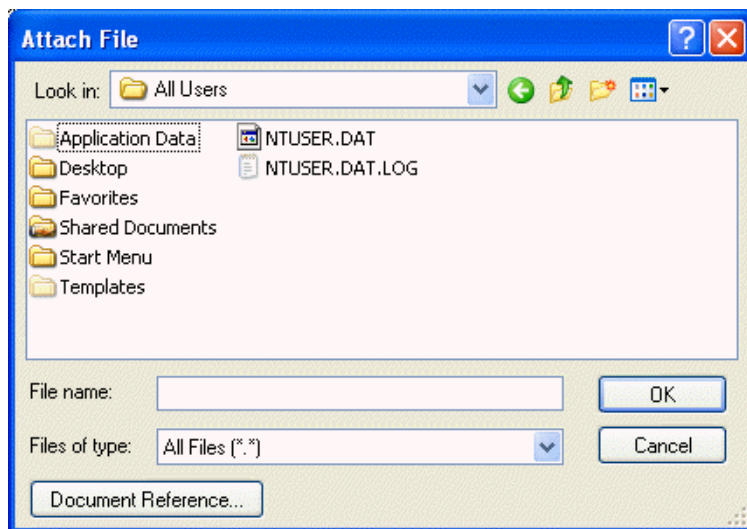 Attach File
Look in: All Users
Application Data
Desktop
Favorites
Shared Documents
Start Menu
Templates
NTUSER.DAT
NTUSER.DAT.LOG
File name: OK
Files of type: All Files (*.*) Cancel
Document Reference...